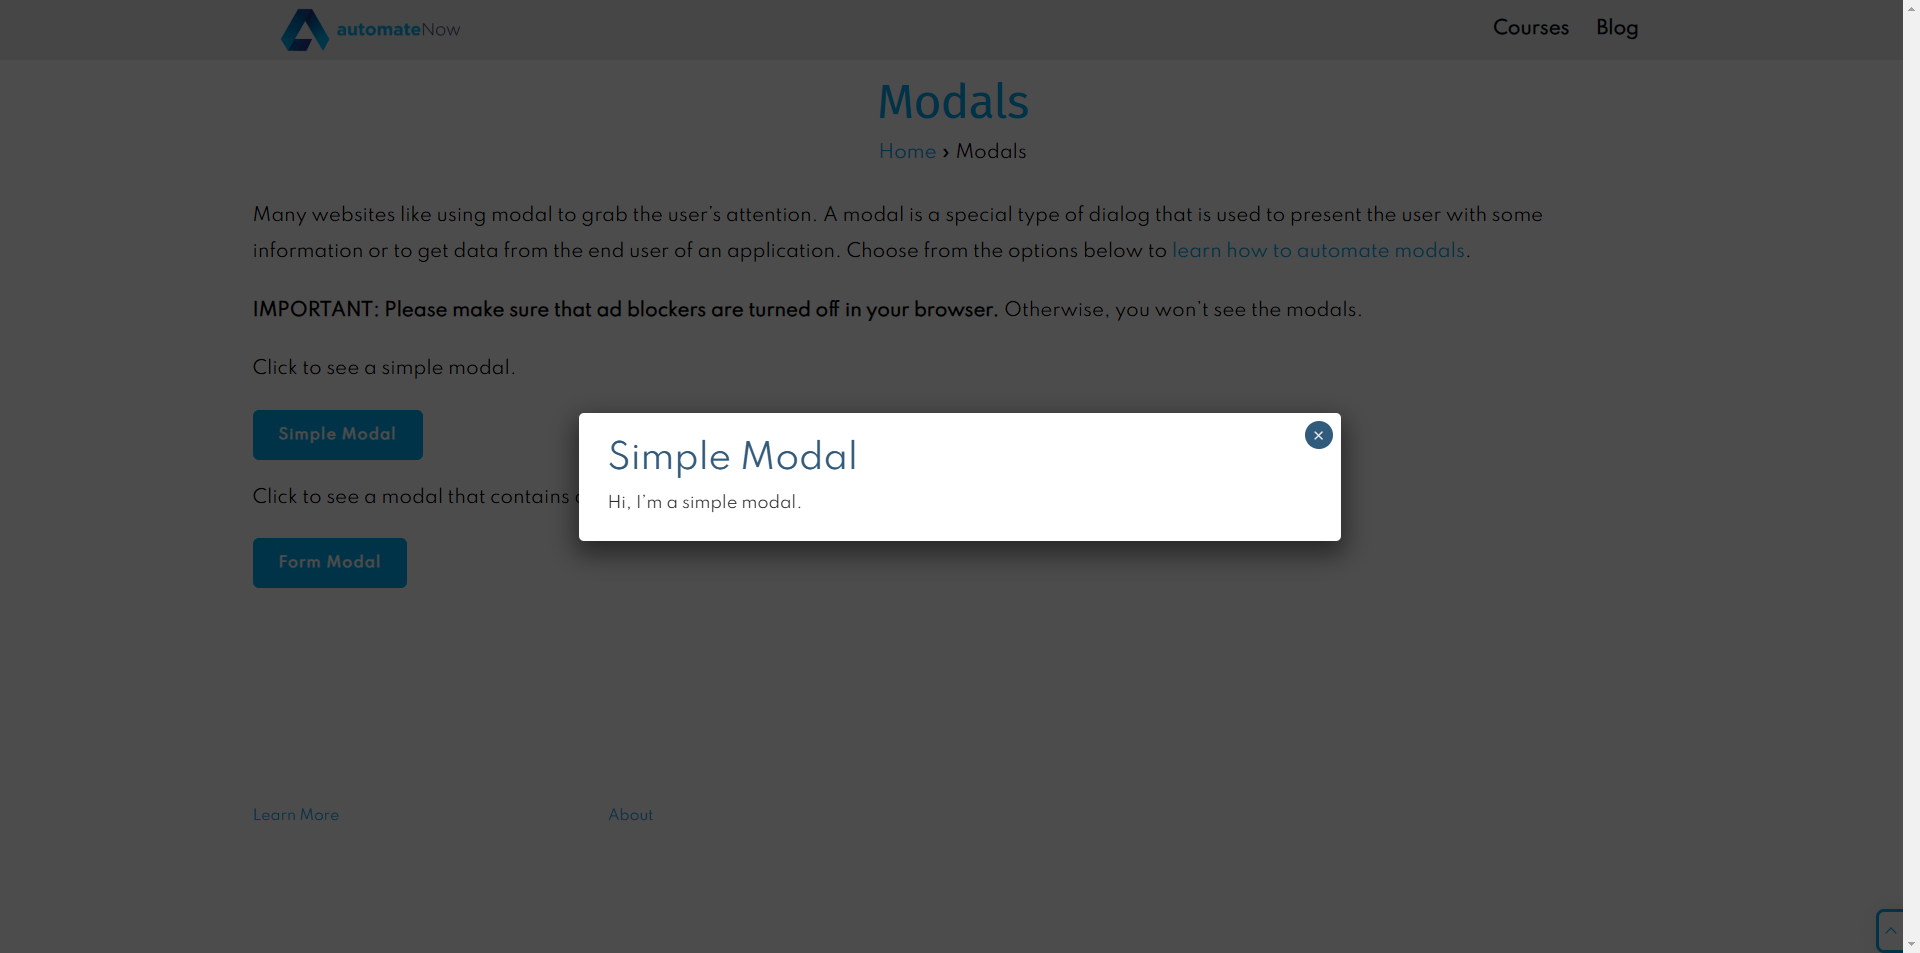 automateNow
Courses
Blog
Modals
Home › Modals
Many websites like using modal to grab the user’s attention. A modal is a special type of dialog that is used to present the user with some
information or to get data from the end user of an application. Choose from the options below to learn how to automate modals.
IMPORTANT: Please make sure that ad blockers are turned off in your browser. Otherwise, you won’t see the modals.
Click to see a simple modal.
Simple Modal
Click to see a modal that contains
Form Modal
Simple Modal
×
Hi, I’m a simple modal.
Learn More
About